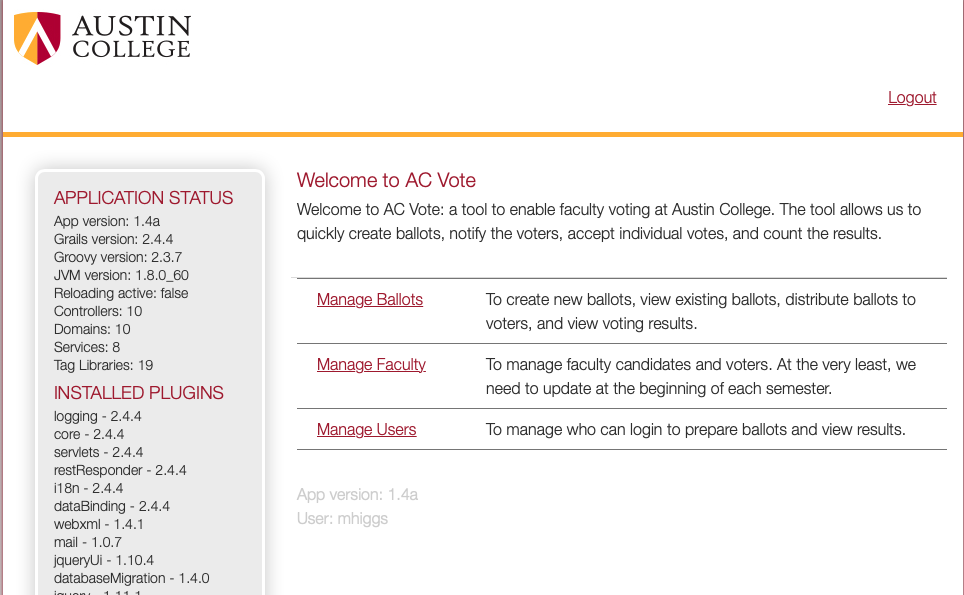 AUSTIN
COLLEGE
Logout
APPLICATION STATUS
App version: 1.4a
Grails version: 2.4.4
Groovy version: 2.3.7
JVM version: 1.8.0_60
Reloading active: false
Controllers: 10
Domains: 10
Services: 8
Tag Libraries: 19
INSTALLED PLUGINS
logging - 2.4.4
core - 2.4.4
servlets - 2.4.4
restResponder - 2.4.4
i18n - 2.4.4
dataBinding - 2.4.4
webxml - 1.4.1
mail - 1.0.7
jqueryUi - 1.10.4
databaseMigration - 1.4.0
jquery - 1.11.1
Welcome to AC Vote
Welcome to AC Vote: a tool to enable faculty voting at Austin College. The tool allows us to
quickly create ballots, notify the voters, accept individual votes, and count the results.
Manage Ballots To create new ballots, view existing ballots, distribute ballots to
voters, and view voting results.
Manage Faculty To manage faculty candidates and voters. At the very least, we
need to update at the beginning of each semester.
Manage Users To manage who can login to prepare ballots and view results.
App version: 1.4a
User: mhiggs